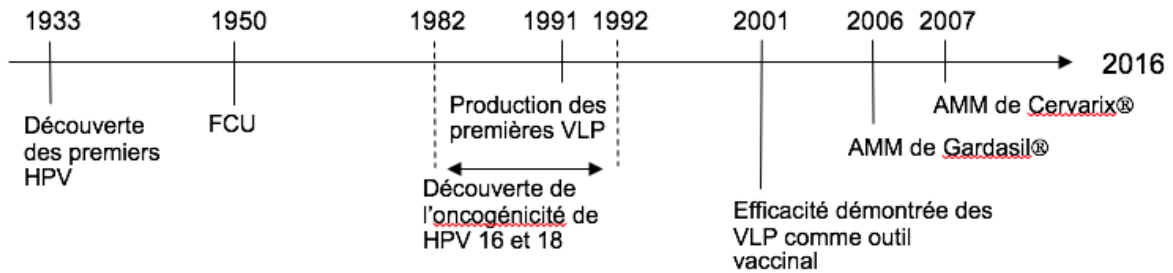 1933
1950
1982
1991
1992
2001
2006
2007
2016
Découverte
des premiers
HPV
FCU
Production des
premières VLP
Découverte de
l'oncogénicité de
HPV 16 et 18
Efficacité démontrée des
VLP comme outil
vaccinal
AMM de Gardasil®
AMM de Cervarix®